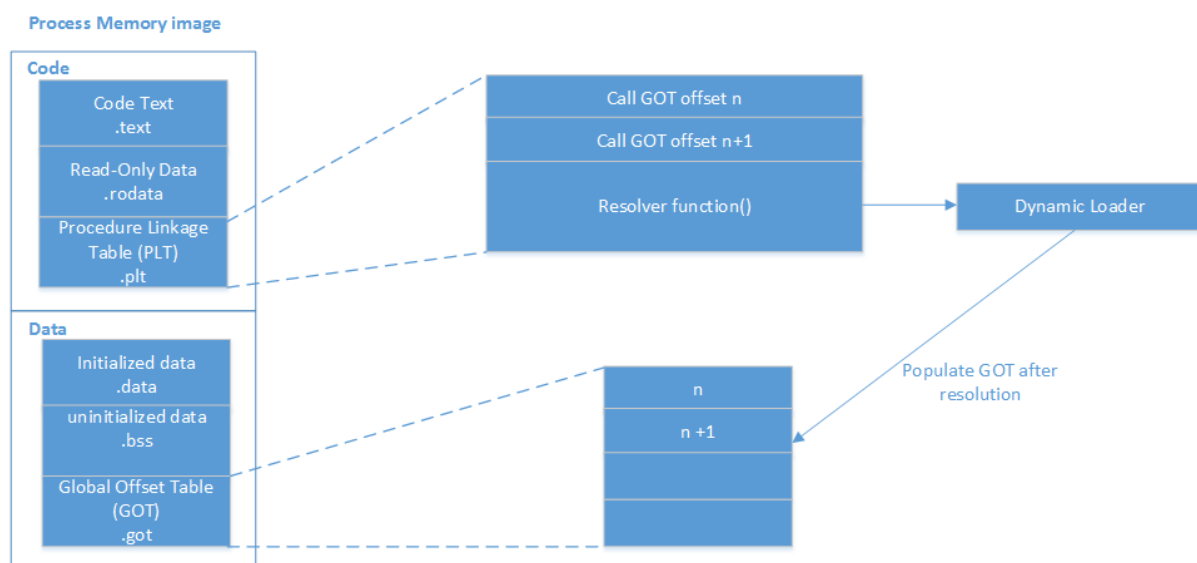 Process Memory image
Code
Code Text
.text
Read-Only Data
.rodata
Procedure Linkage
Table (PLT)
.plt
Call GOT offset n
Call GOT offset n+1
Resolver function()
Dynamic Loader
Data
Initialized data
.data
uninitialized data
.bss
Global Offset Table
(GOT)
.got
n
n +1
Populate GOT after
resolution